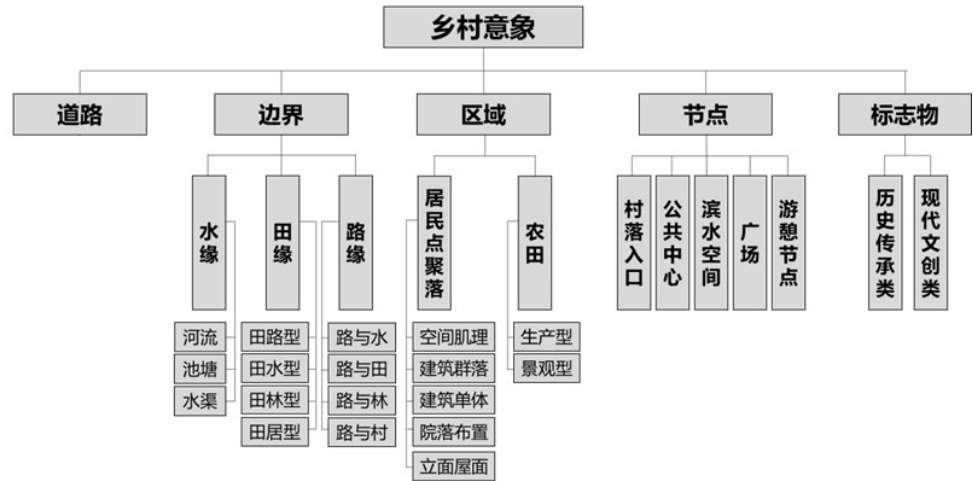 乡村意象
道路
边界
区域
节点
标志物
水缘
田缘
路缘
居民点聚落
农田
村落入口
公共中心
滨水空间
广场
游憩节点
历史传承类
现代文创类
河流
池塘
水渠
田路型
田水型
田林型
田居型
路与水
路与田
路与林
路与村
空间肌理
建筑群落
建筑单体
院落布置
立面屋面
生产型
景观型